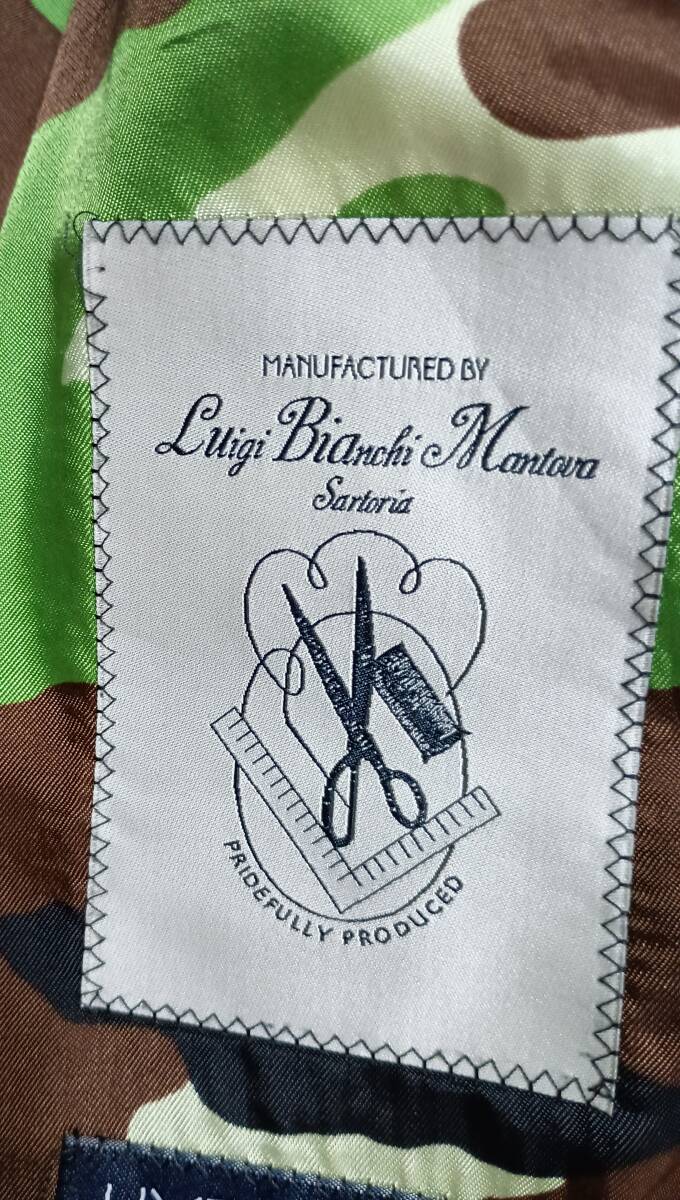 MANUFACTURED BY
Luigi Bianchi Mantova
Sartoria
PRIDEFULLY PRODUCED